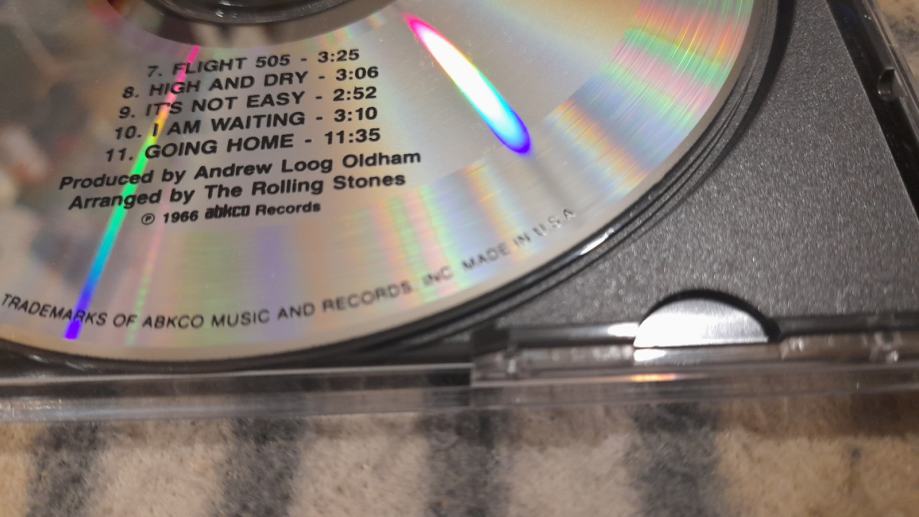 7. FLIGHT 505 - 3:25
8. HIGH AND DRY - 3:06
9. IT'S NOT EASY - 2:52
10. I AM WAITING - 3:10
11. GOING HOME - 11:35
Produced by Andrew Loog Oldham
Arranged by The Rolling Stones
℗ 1966 abkco Records
TRADEMARKS OF ABKCO MUSIC AND RECORDS, INC. MADE IN U.S.A.